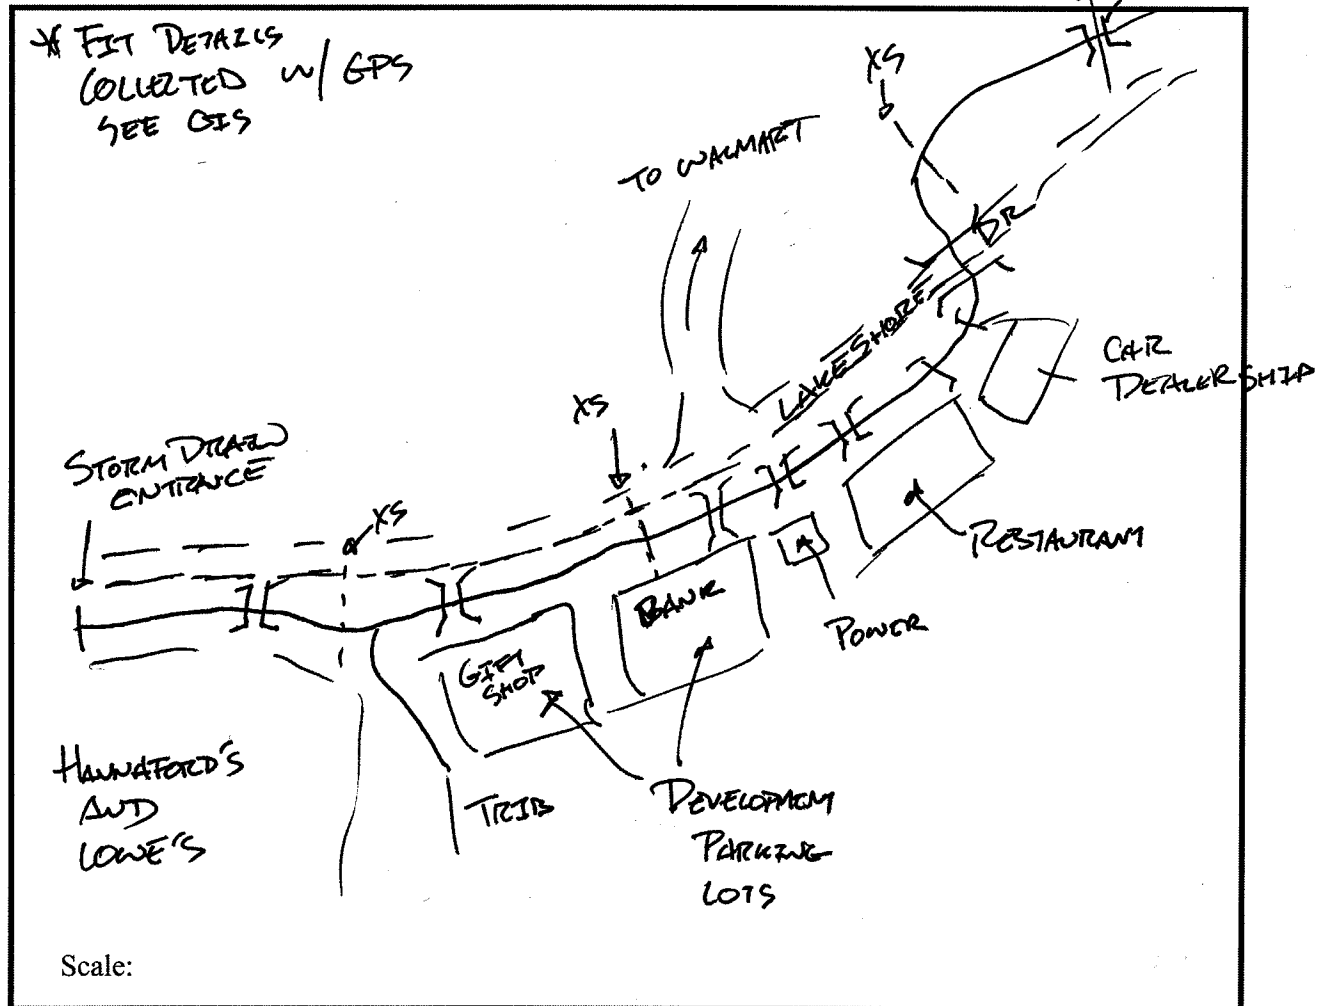 * FIT DETAILS
COLLECTED W/ GPS
SEE GIS
XS
TO WALMART
LAKESHORE DR
CAR
DEALERSHIP
XS
STORM DRAIN
ENTRANCE
XS
RESTAURANT
BANK
POWER
GIFT
SHOP
HANNAFORD'S
AND
LOWE'S
TRIB
DEVELOPMENT
PARKING
LOTS
Scale: